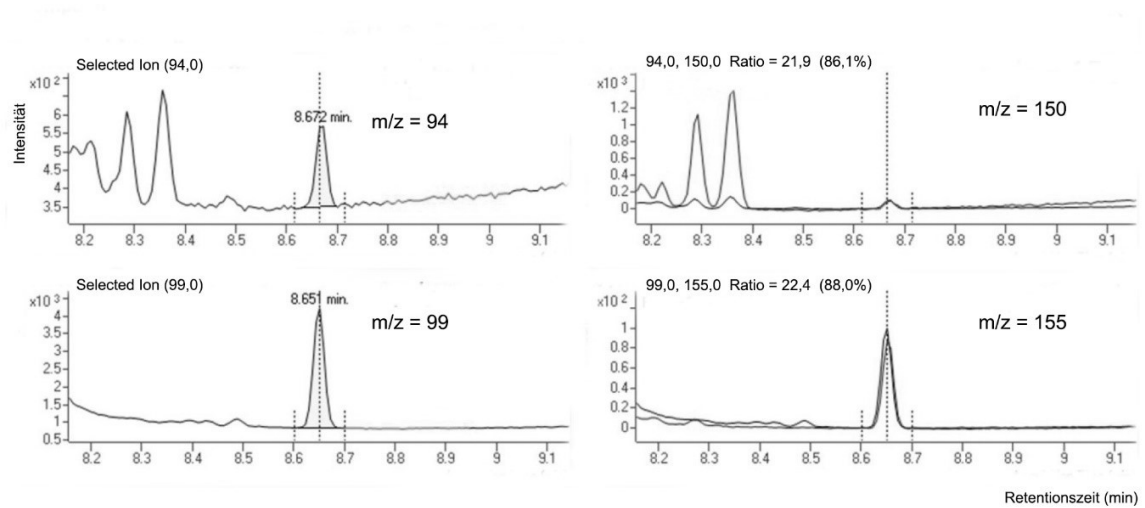 Selected Ion (94,0)
x10 2
Intensität
6
5.5
5
4.5
4
3.5
8.672 min.
m/z = 94
8.2 8.3 8.4 8.5 8.6 8.7 8.8 8.9 9 9.1
94,0, 150,0 Ratio = 21,9 (86,1%)
x10 3
1.2
1
0.8
0.6
0.4
0.2
0
m/z = 150
8.2 8.3 8.4 8.5 8.6 8.7 8.8 8.9 9 9.1
Selected Ion (99,0)
x10 3
4
3.5
3
2.5
2
1.5
1
0.5
8.651 min.
m/z = 99
8.2 8.3 8.4 8.5 8.6 8.7 8.8 8.9 9 9.1
99,0, 155,0 Ratio = 22,4 (88,0%)
x10 2
1
0.8
0.6
0.4
0.2
0
m/z = 155
8.2 8.3 8.4 8.5 8.6 8.7 8.8 8.9 9 9.1
Retentionszeit (min)